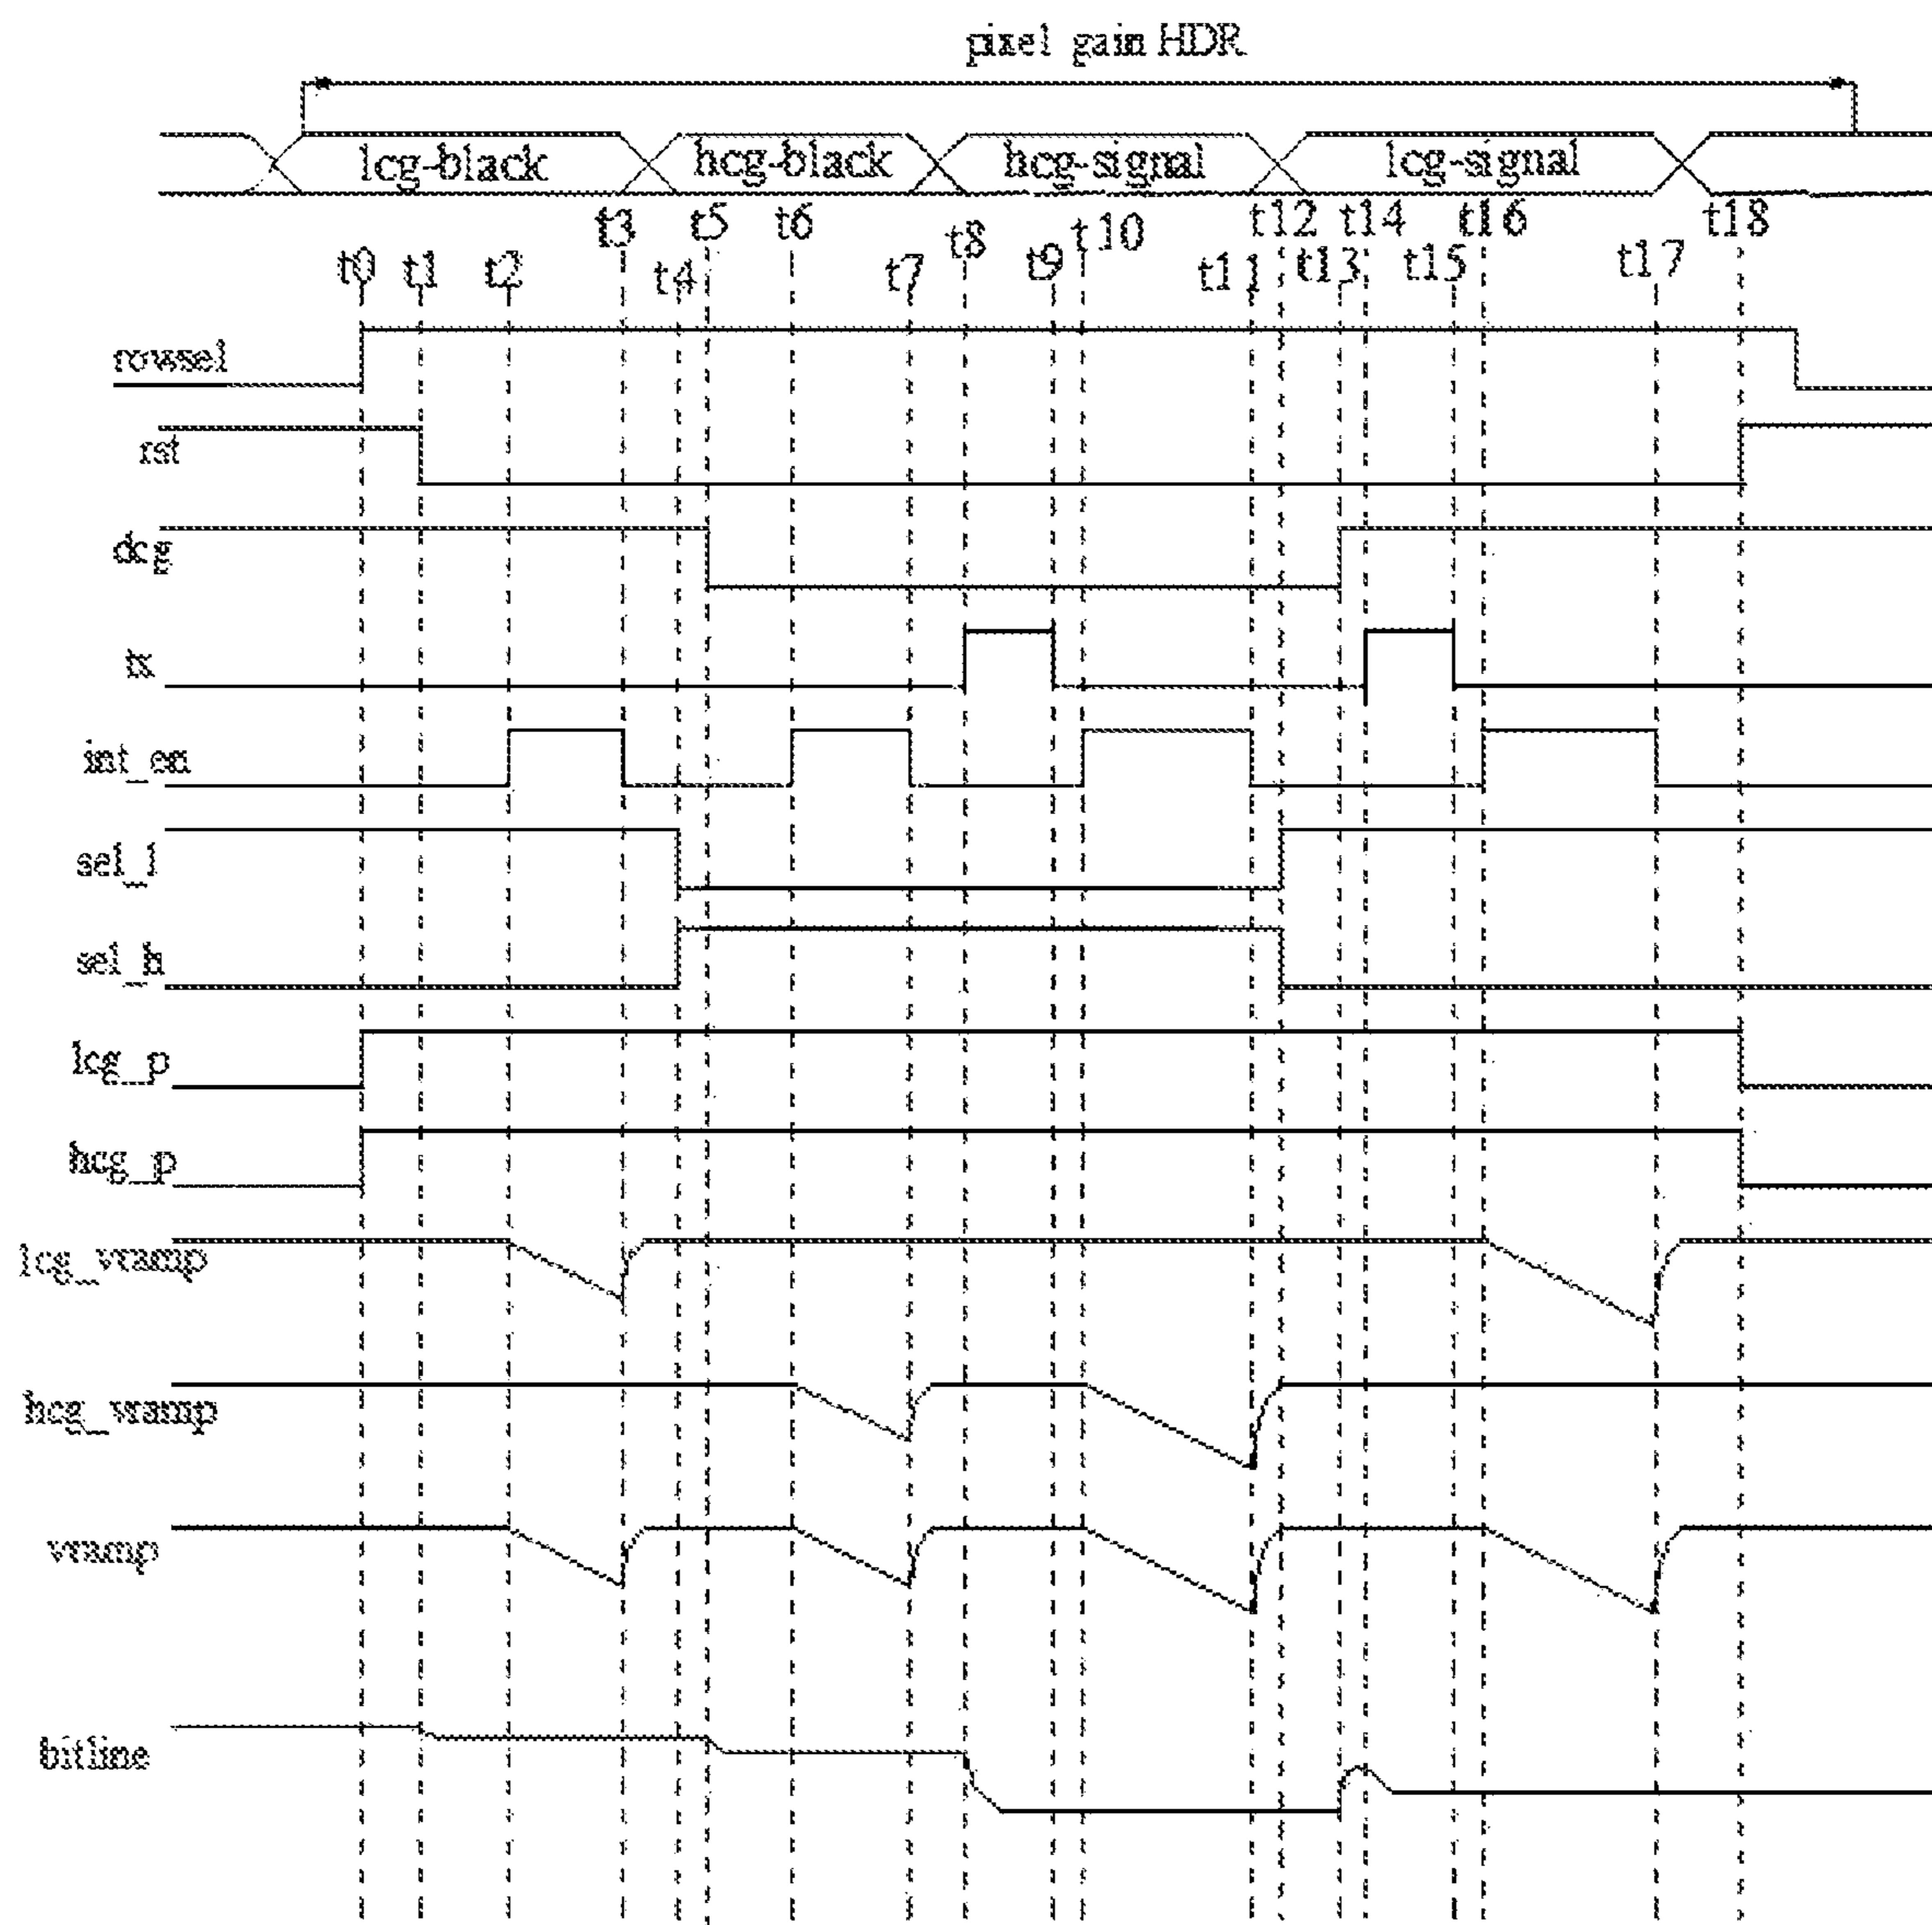 pixel gain HDR
lcg-black hcg-black hcg-signal lcg-signal
t0 t1 t2 t3 t4 t5 t6 t7 t8 t9 t10 t11 t12 t13 t14 t15 t16 t17 t18
rowsel
rst
dcg
tx
int_en
sel_l
sel_h
lcg_p
hcg_p
lcg_vramp
hcg_vramp
vramp
bitline